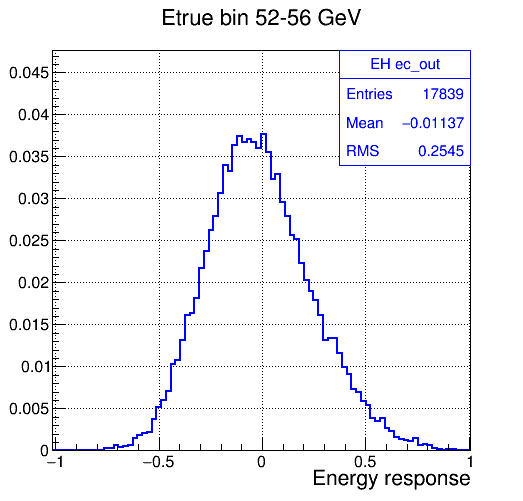 Etrue bin 52-56 GeV
EH ec_out
Entries 17839
Mean −0.01137
RMS 0.2545
0.045
0.04
0.035
0.03
0.025
0.02
0.015
0.01
0.005
0
−1 −0.5 0 0.5 1
Energy response